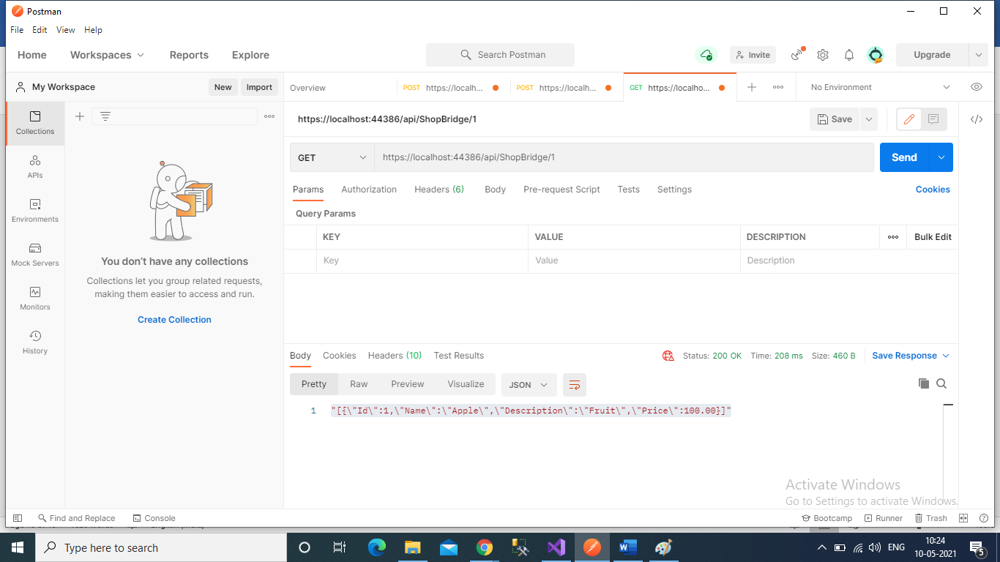 Postman
File Edit View Help
Home Workspaces Reports Explore Search Postman Invite Upgrade
My Workspace New Import
Overview POST https://localh... POST https://localh... GET https://localho... No Environment
Collections
APIs
Environments
Mock Servers
Monitors
History
You don't have any collections
Collections let you group related requests,
making them easier to access and run.
Create Collection
https://localhost:44386/api/ShopBridge/1 Save
GET https://localhost:44386/api/ShopBridge/1 Send
Params Authorization Headers (6) Body Pre-request Script Tests Settings Cookies
Query Params
KEY VALUE DESCRIPTION Bulk Edit
Key Value Description
Body Cookies Headers (10) Test Results Status: 200 OK Time: 208 ms Size: 460 B Save Response
Pretty Raw Preview Visualize JSON
1 "[{\"Id\":1,\"Name\":\"Apple\",\"Description\":\"Fruit\",\"Price\":100.00}]"
Activate Windows
Go to Settings to activate Windows.
Find and Replace Console Bootcamp Runner Trash
Type here to search ENG 10:24
10-05-2021 5